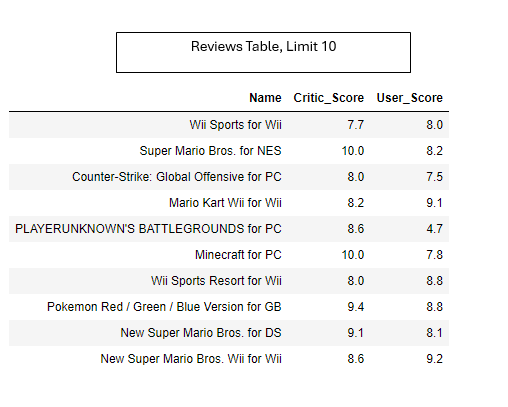 Reviews Table, Limit 10
Name Critic_Score User_Score
Wii Sports for Wii 7.7 8.0
Super Mario Bros. for NES 10.0 8.2
Counter-Strike: Global Offensive for PC 8.0 7.5
Mario Kart Wii for Wii 8.2 9.1
PLAYERUNKNOWN'S BATTLEGROUNDS for PC 8.6 4.7
Minecraft for PC 10.0 7.8
Wii Sports Resort for Wii 8.0 8.8
Pokemon Red / Green / Blue Version for GB 9.4 8.8
New Super Mario Bros. for DS 9.1 8.1
New Super Mario Bros. Wii for Wii 8.6 9.2